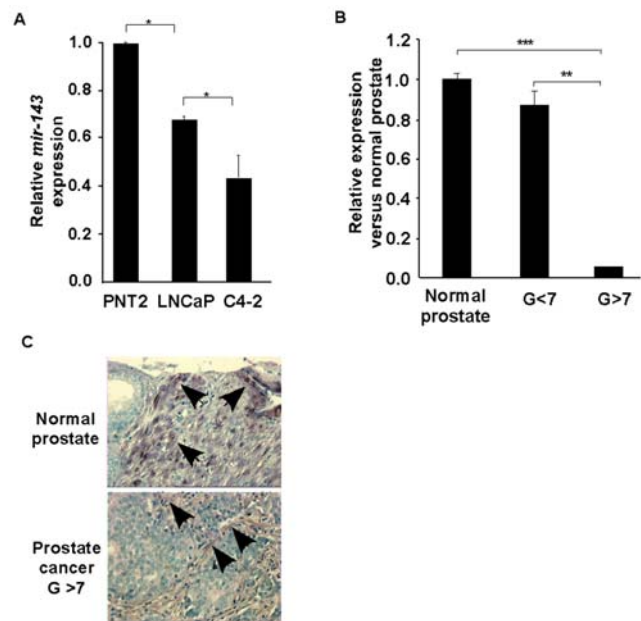 A
Relative mir-143
expression
1.0
0.8
0.6
0.4
0.2
0.0
*
*
PNT2 LNCaP C4-2
B
Relative expression
versus normal prostate
1.2
1.0
0.8
0.6
0.4
0.2
0.0
***
**
Normal
prostate
G<7
G>7
C
Normal
prostate
Prostate
cancer
G >7